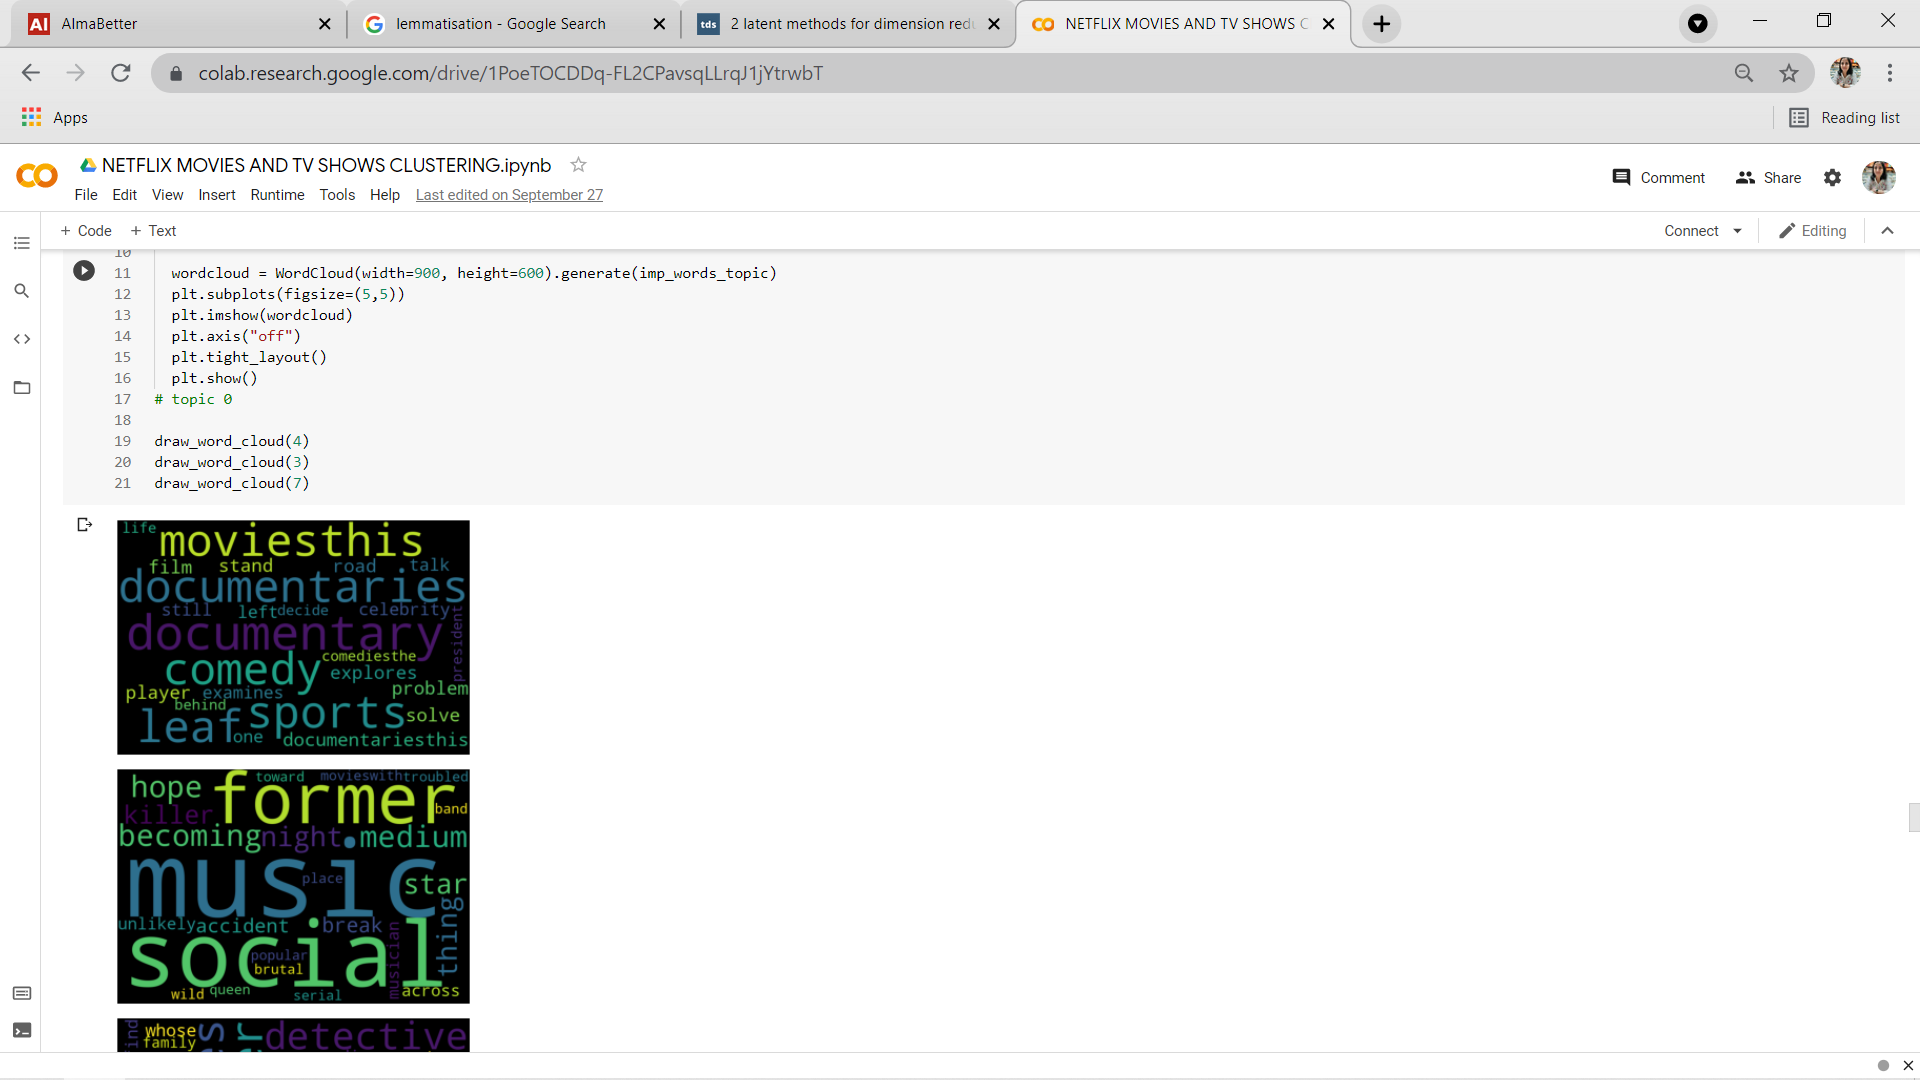 AI AlmaBetter
lemmatisation - Google Search
tds 2 latent methods for dimension redu
NETFLIX MOVIES AND TV SHOWS C
colab.research.google.com/drive/1PoeTOCDDq-FL2CPavsqLLrqJ1jYtrwbT
Apps
Reading list
NETFLIX MOVIES AND TV SHOWS CLUSTERING.ipynb
File Edit View Insert Runtime Tools Help Last edited on September 27
Comment Share
+ Code + Text
Connect Editing
10
11 wordcloud = WordCloud(width=900, height=600).generate(imp_words_topic)
12 plt.subplots(figsize=(5,5))
13 plt.imshow(wordcloud)
14 plt.axis("off")
15 plt.tight_layout()
16 plt.show()
17 # topic 0
18
19 draw_word_cloud(4)
20 draw_word_cloud(3)
21 draw_word_cloud(7)
life
moviesthis
film stand road talk
documentaries
still left decide celebrity
documentary
president
comedy comediesthe
explores
player examines problem
behind
leaf sports solve
one documentariesthis
hope toward movieswith troubled
former
killer band
becoming night medium
music
place star
unlikely accident break
thing
social
popular
musician
brutal
wild queen serial across
whose
family
detective